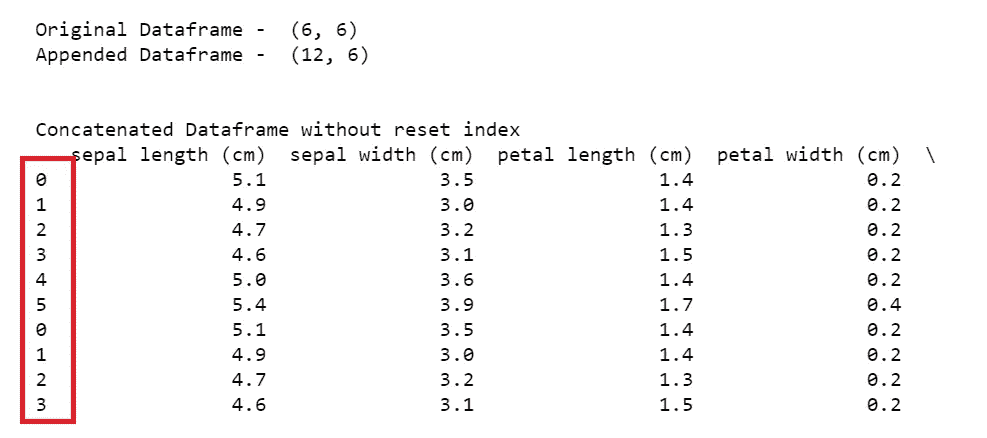 Original Dataframe -  (6, 6)
Appended Dataframe -  (12, 6)
Concatenated Dataframe without reset index
   sepal length (cm)  sepal width (cm)  petal length (cm)  petal width (cm)  \
0                5.1               3.5                1.4               0.2
1                4.9               3.0                1.4               0.2
2                4.7               3.2                1.3               0.2
3                4.6               3.1                1.5               0.2
4                5.0               3.6                1.4               0.2
5                5.4               3.9                1.7               0.4
0                5.1               3.5                1.4               0.2
1                4.9               3.0                1.4               0.2
2                4.7               3.2                1.3               0.2
3                4.6               3.1                1.5               0.2